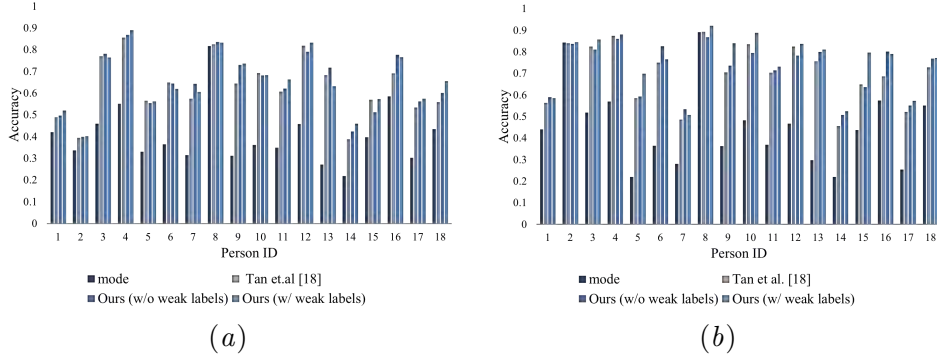 1
0.9
0.8
0.7
0.6
0.5
0.4
0.3
0.2
0.1
0
Accuracy
1 2 3 4 5 6 7 8 9 10 11 12 13 14 15 16 17 18
Person ID
mode Tan et.al [18]
Ours (w/o weak labels) Ours (w/ weak labels)
(a)
1
0.9
0.8
0.7
0.6
0.5
0.4
0.3
0.2
0.1
0
Accuracy
1 2 3 4 5 6 7 8 9 10 11 12 13 14 15 16 17 18
Person ID
mode Tan et al. [18]
Ours (w/o weak labels) Ours (w/ weak labels)
(b)